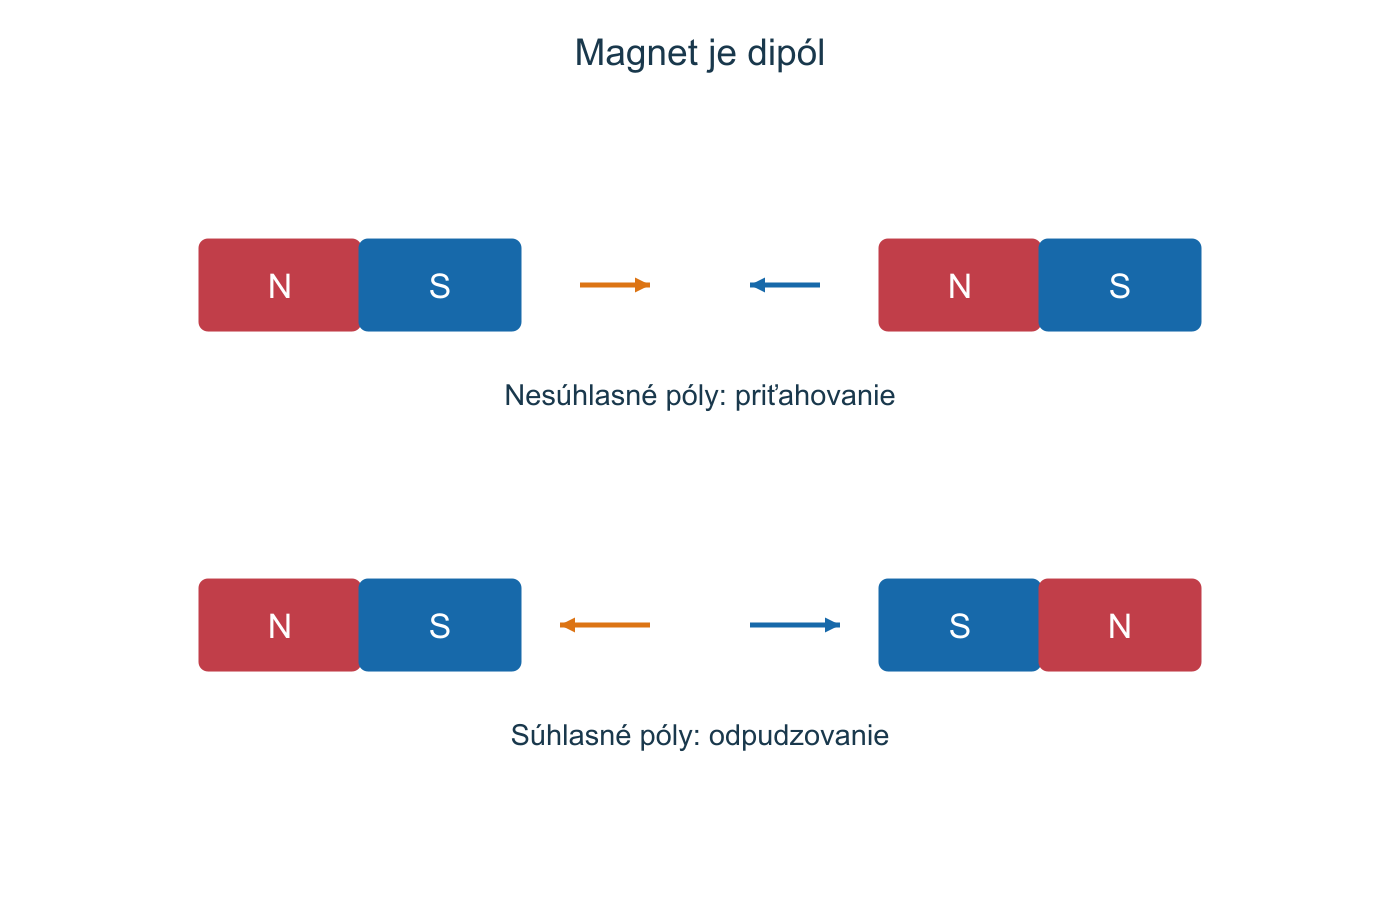 Magnet je dipól
N S N S
Nesúhlasné póly: priťahovanie
N S S N
Súhlasné póly: odpudzovanie